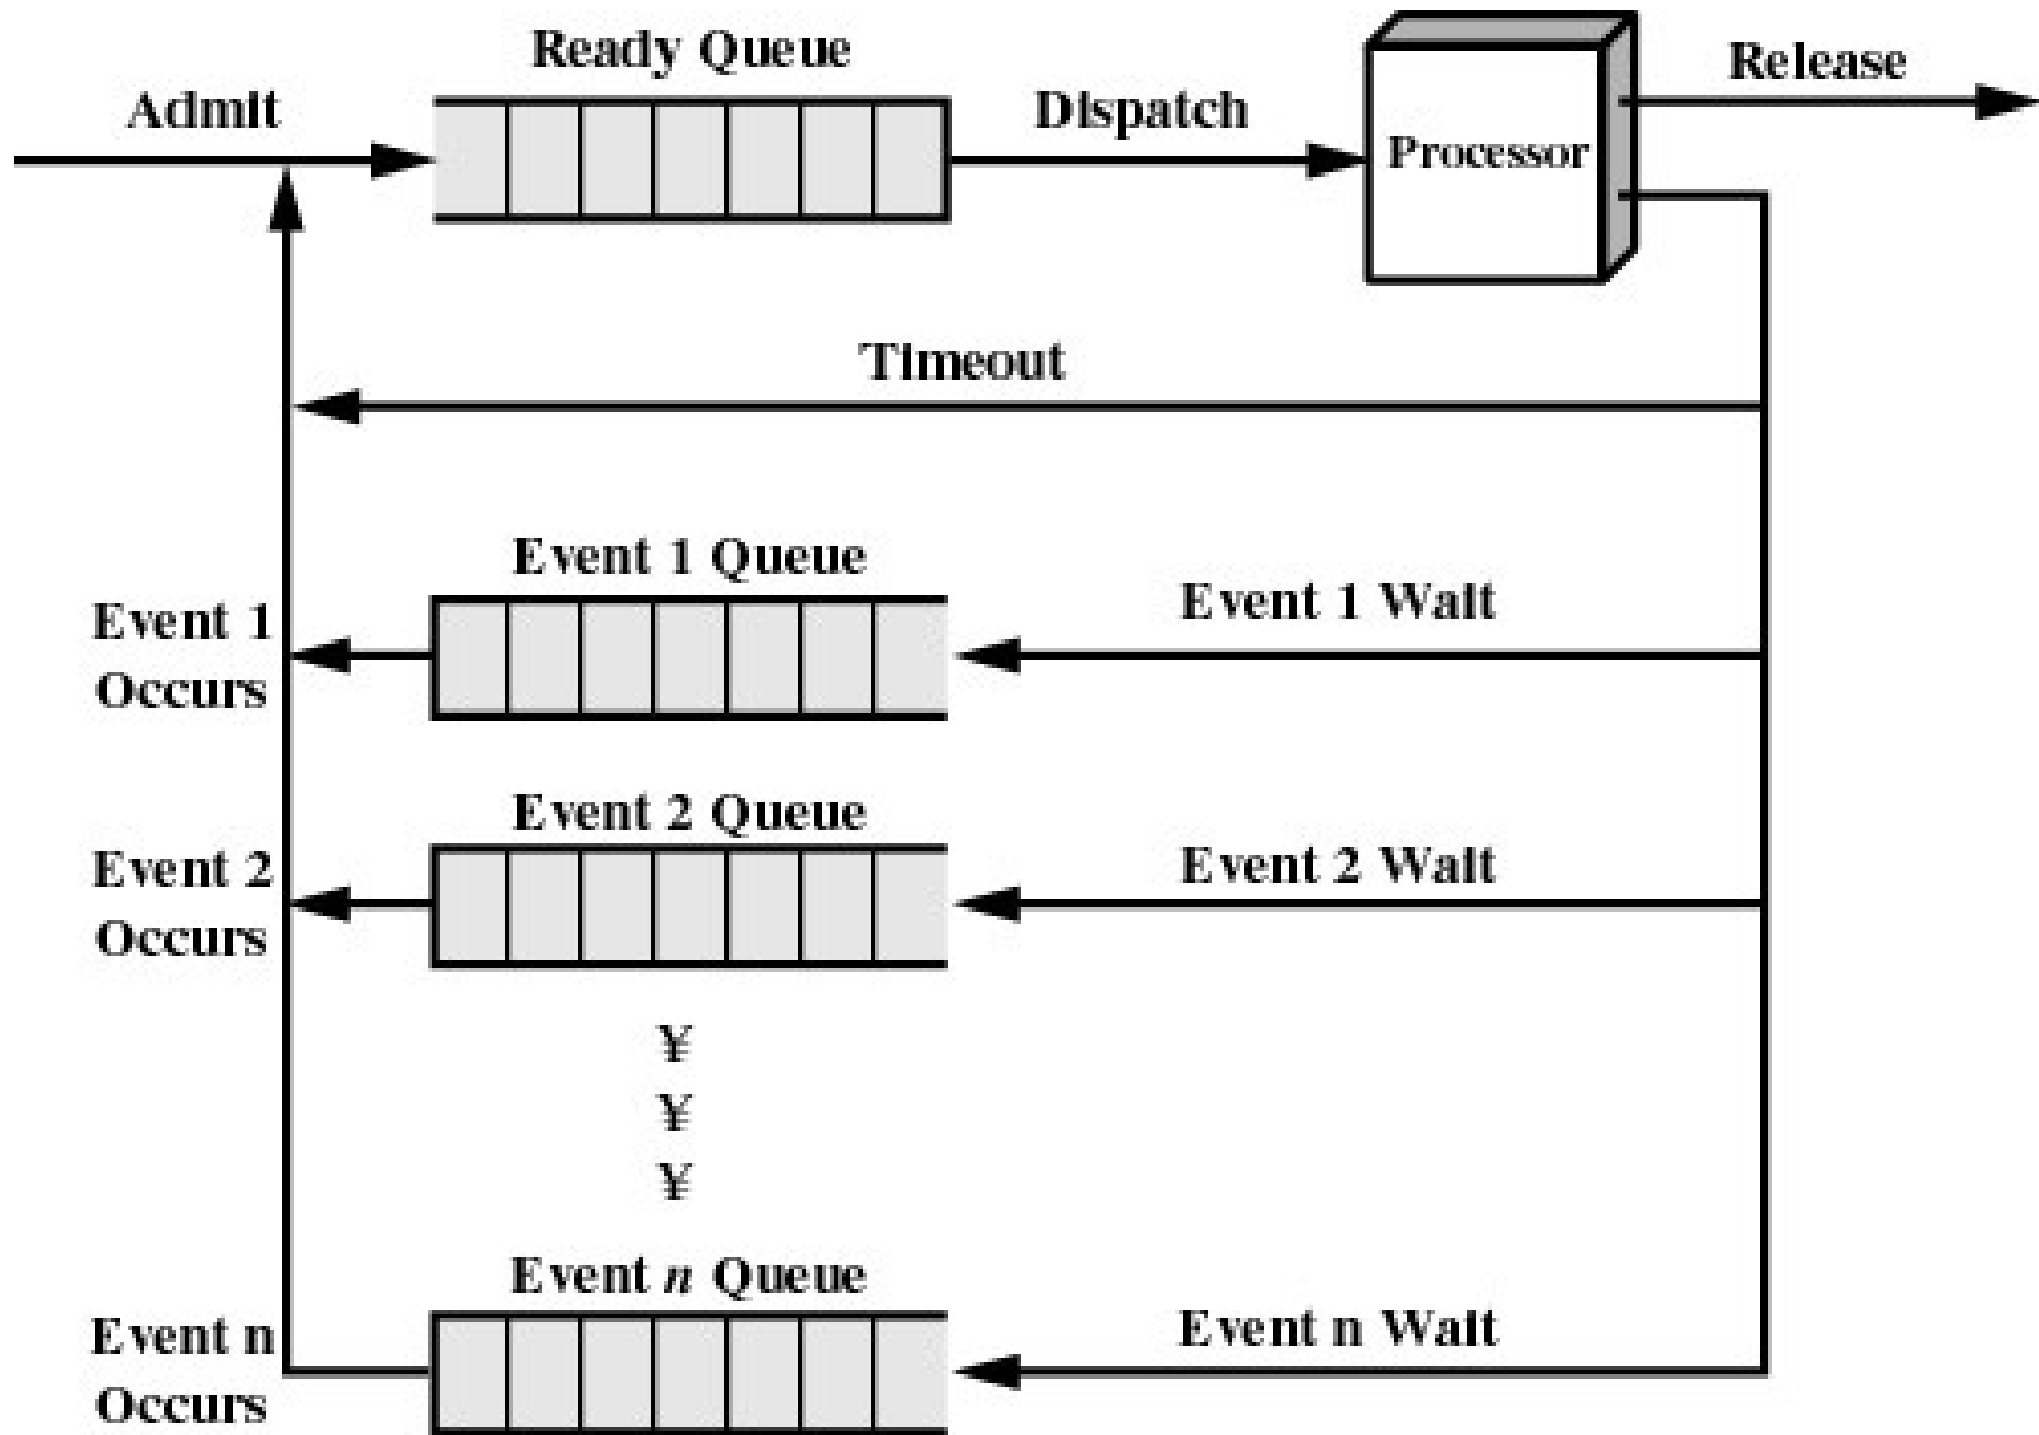 Ready Queue
Release
Admit
Dispatch
Processor
Timeout
Event 1 Queue
Event 1 Wait
Event 1
Occurs
Event 2 Queue
Event 2 Wait
Event 2
Occurs
¥
¥
¥
Event n Queue
Event n Wait
Event n
Occurs